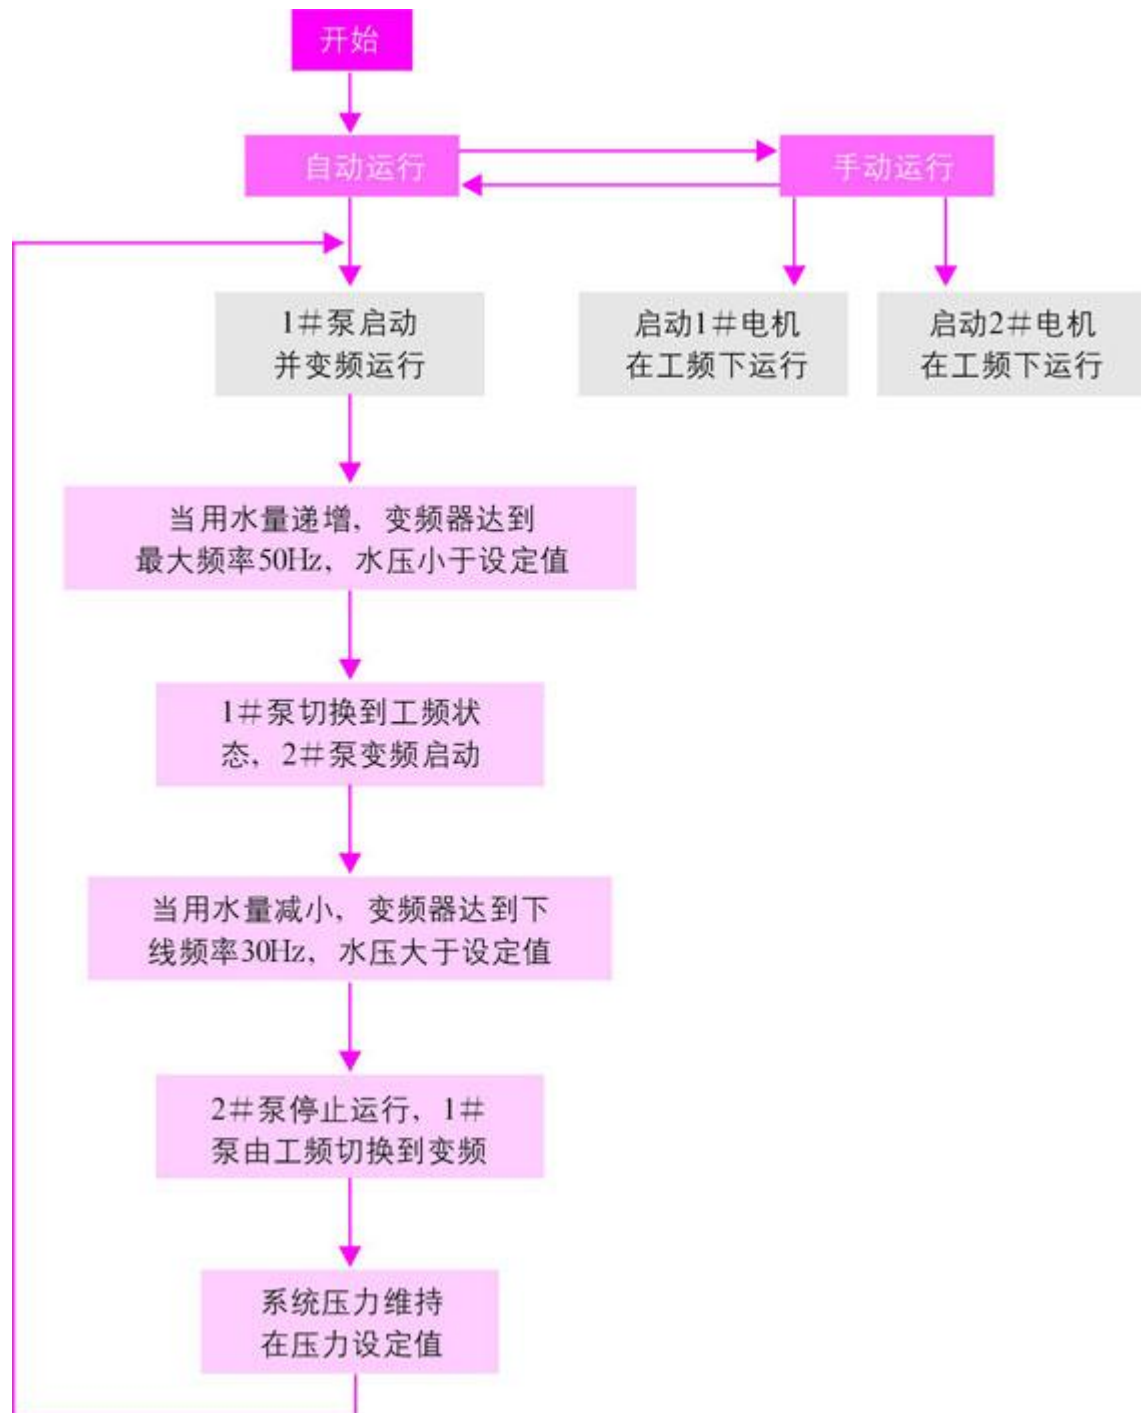 开始
自动运行
手动运行
1#泵启动
并变频运行
启动1#电机
在工频下运行
启动2#电机
在工频下运行
当用水量递增，变频器达到
最大频率50Hz，水压小于设定值
1#泵切换到工频状
态，2#泵变频启动
当用水量减小，变频器达到下
线频率30Hz，水压大于设定值
2#泵停止运行，1#
泵由工频切换到变频
系统压力维持
在压力设定值